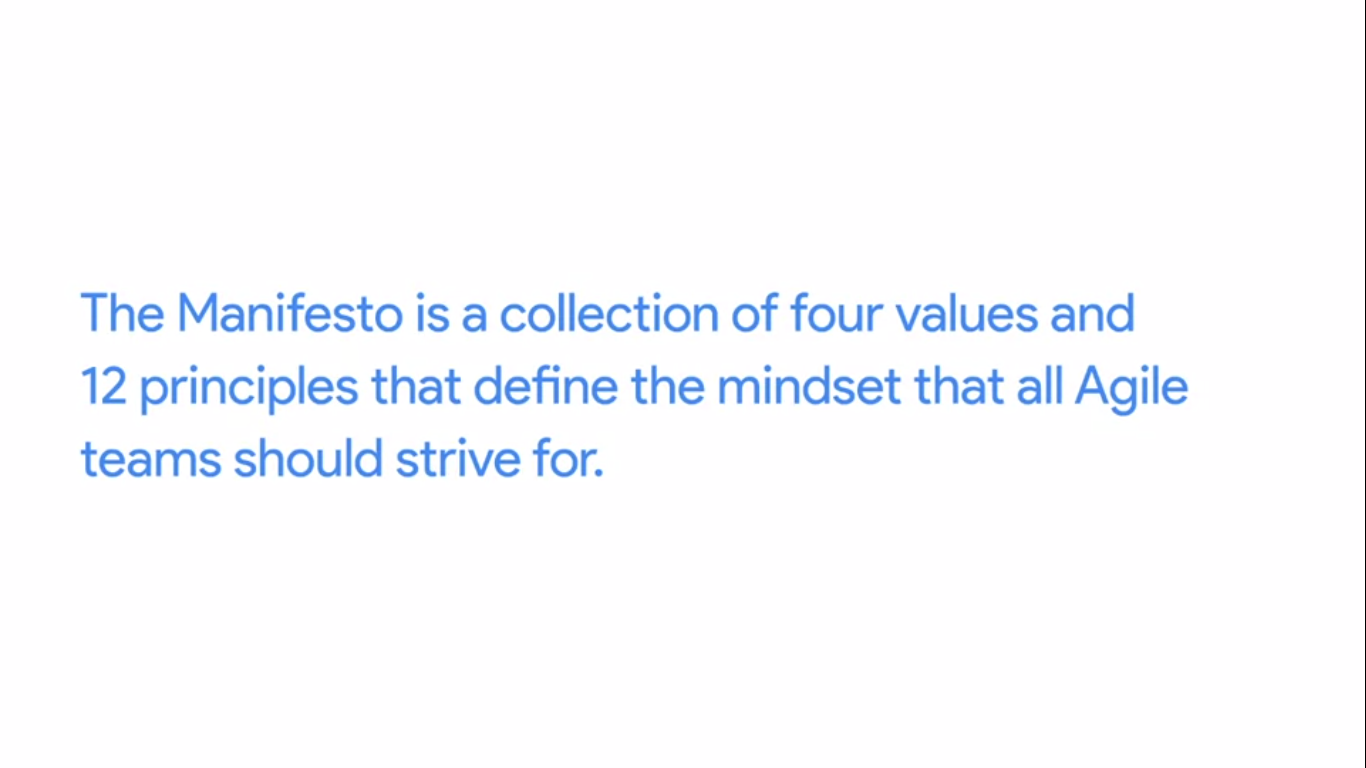 The Manifesto is a collection of four values and
12 principles that define the mindset that all Agile
teams should strive for.